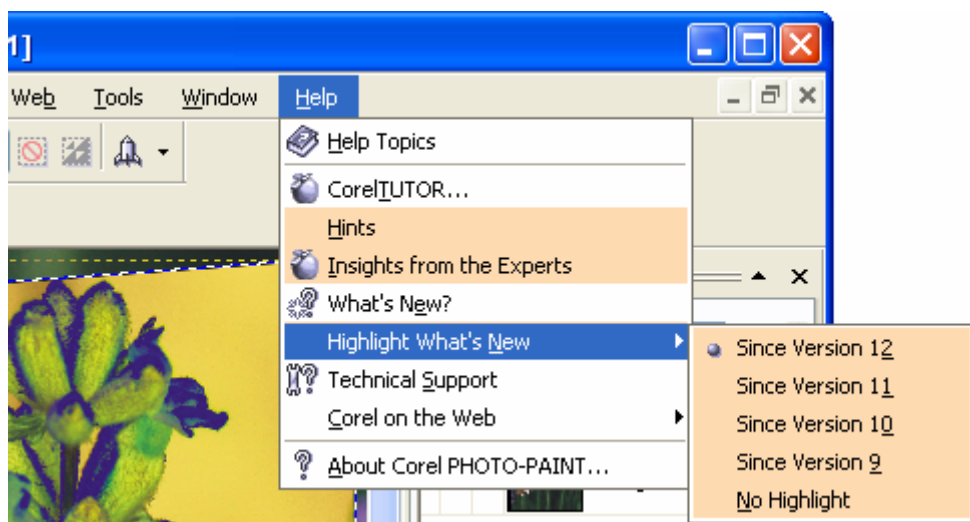 1]
Web Tools Window Help
Help Topics
CorelTUTOR...
Hints
Insights from the Experts
What's New?
Highlight What's New
Since Version 12
Technical Support
Since Version 11
Corel on the Web
Since Version 10
Since Version 9
About Corel PHOTO-PAINT...
No Highlight